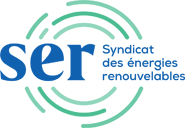 ser
Syndicat
des énergies
renouvelables